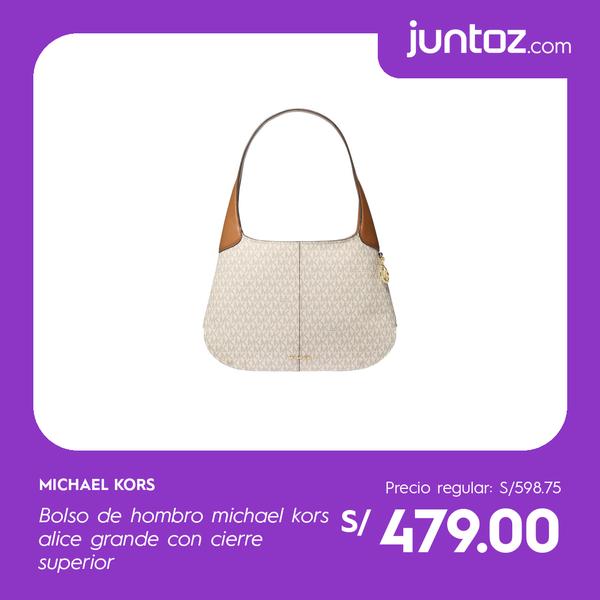 juntoz.com
MICHAEL KORS
Bolso de hombro michael kors
alice grande con cierre
superior
Precio regular: S/598.75
S/ 479.00